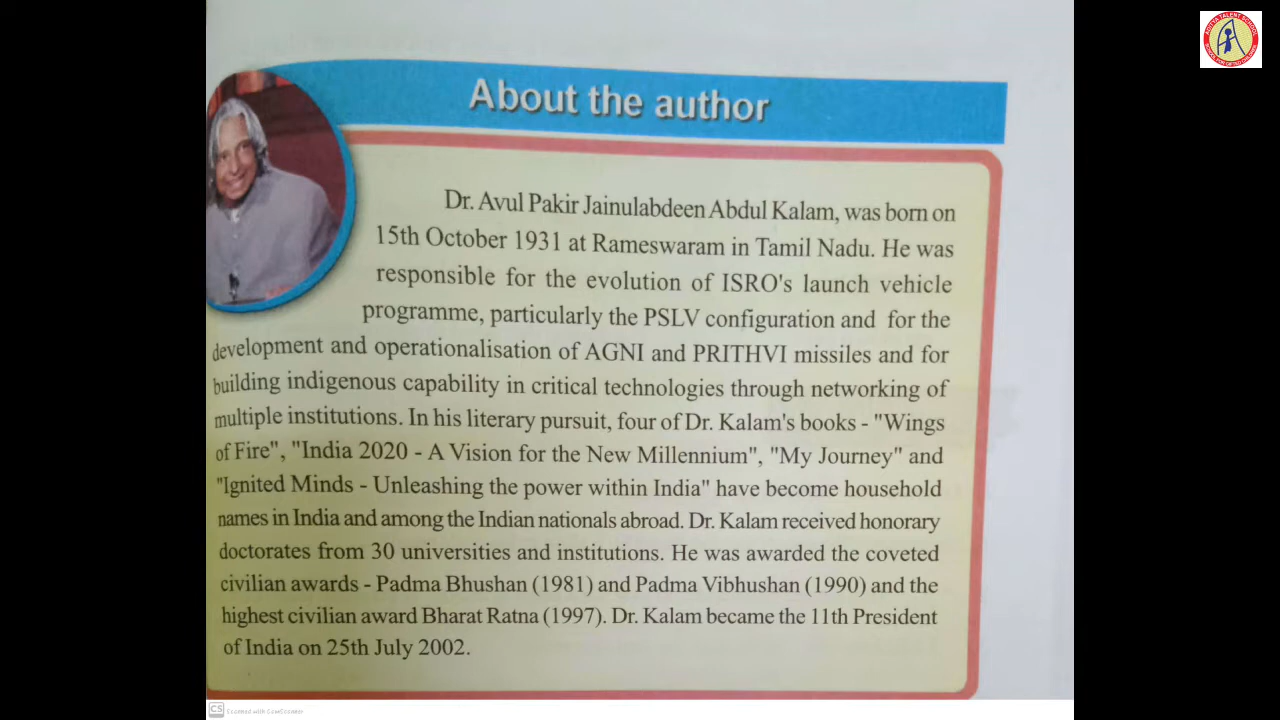 About the author
Dr. Avul Pakir Jainulabdeen Abdul Kalam, was born on
15th October 1931 at Rameswaram in Tamil Nadu. He was
responsible for the evolution of ISRO's launch vehicle
programme, particularly the PSLV configuration and for the
development and operationalisation of AGNI and PRITHVI missiles and for
building indigenous capability in critical technologies through networking of
multiple institutions. In his literary pursuit, four of Dr. Kalam's books - "Wings
of Fire", "India 2020 - A Vision for the New Millennium", "My Journey" and
"Ignited Minds - Unleashing the power within India" have become household
names in India and among the Indian nationals abroad. Dr. Kalam received honorary
doctorates from 30 universities and institutions. He was awarded the coveted
civilian awards - Padma Bhushan (1981) and Padma Vibhushan (1990) and the
highest civilian award Bharat Ratna (1997). Dr. Kalam became the 11th President
of India on 25th July 2002.
CS
Scanned with CamScanner